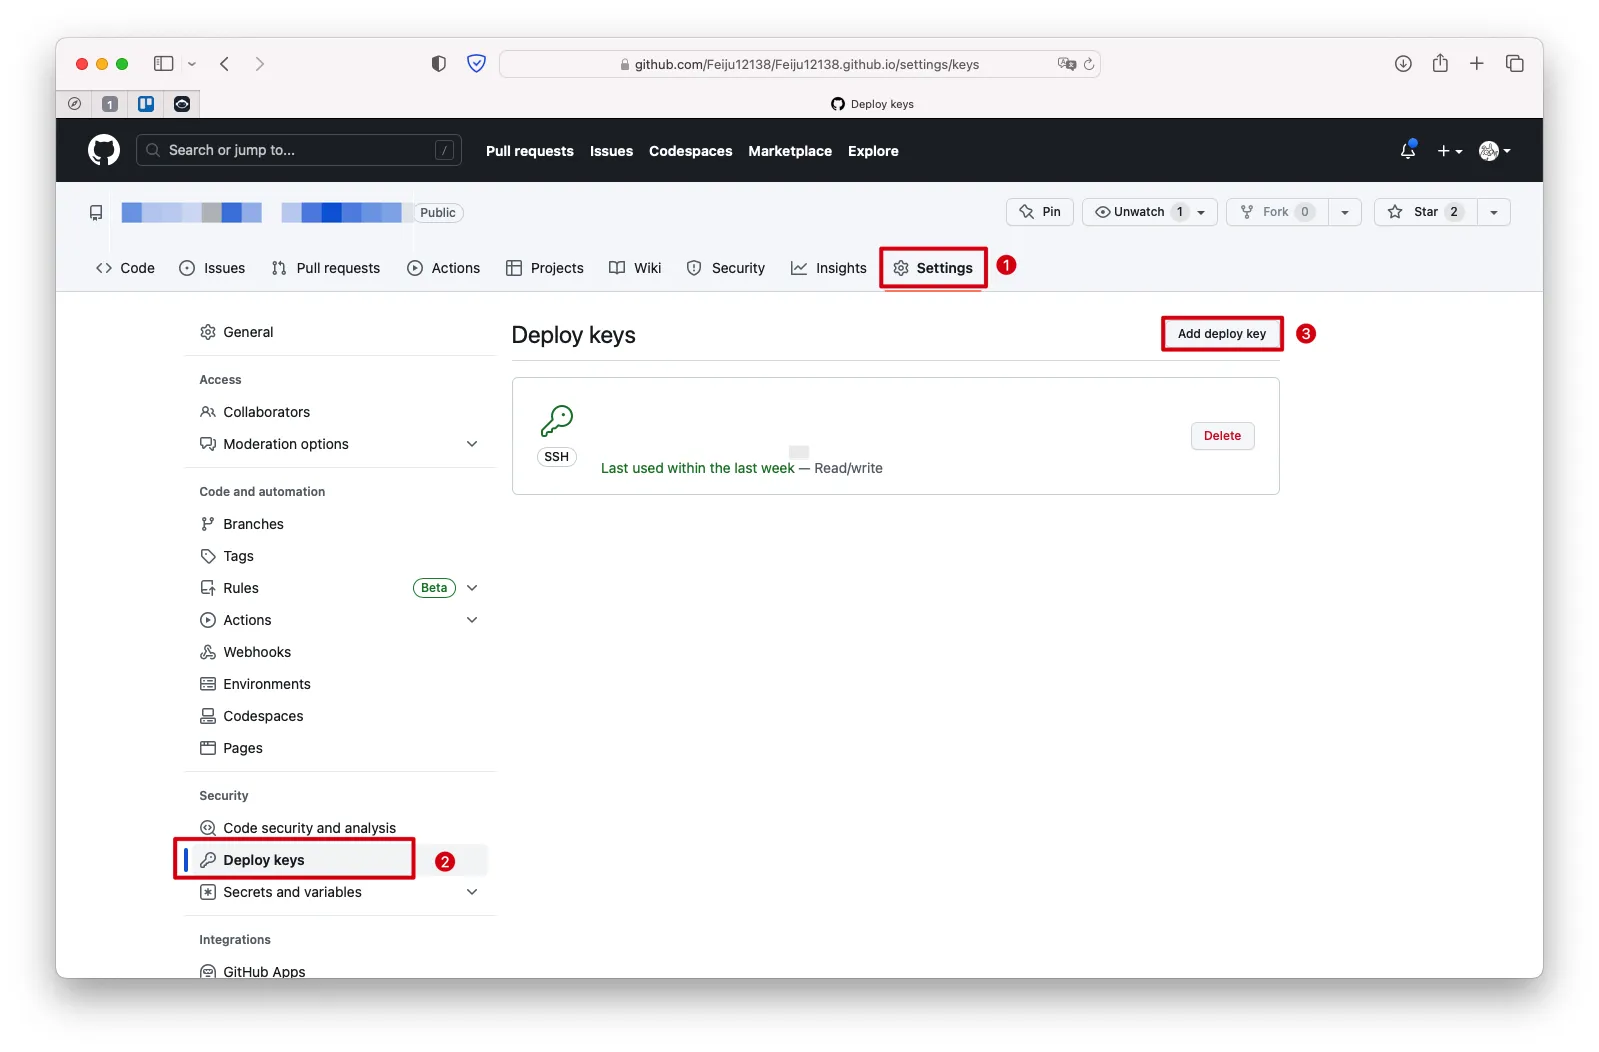 github.com/Feiju12138/Feiju12138.github.io/settings/keys
1
Deploy keys
Search or jump to... /
Pull requests Issues Codespaces Marketplace Explore
Public
Pin Unwatch 1 Fork 0 Star 2
Code Issues Pull requests Actions Projects Wiki Security Insights Settings 1
General
Deploy keys
Add deploy key 3
Access
Collaborators
Moderation options
SSH
Last used within the last week — Read/write
Delete
Code and automation
Branches
Tags
Rules Beta
Actions
Webhooks
Environments
Codespaces
Pages
Security
Code security and analysis
Deploy keys 2
Secrets and variables
Integrations
GitHub Apps